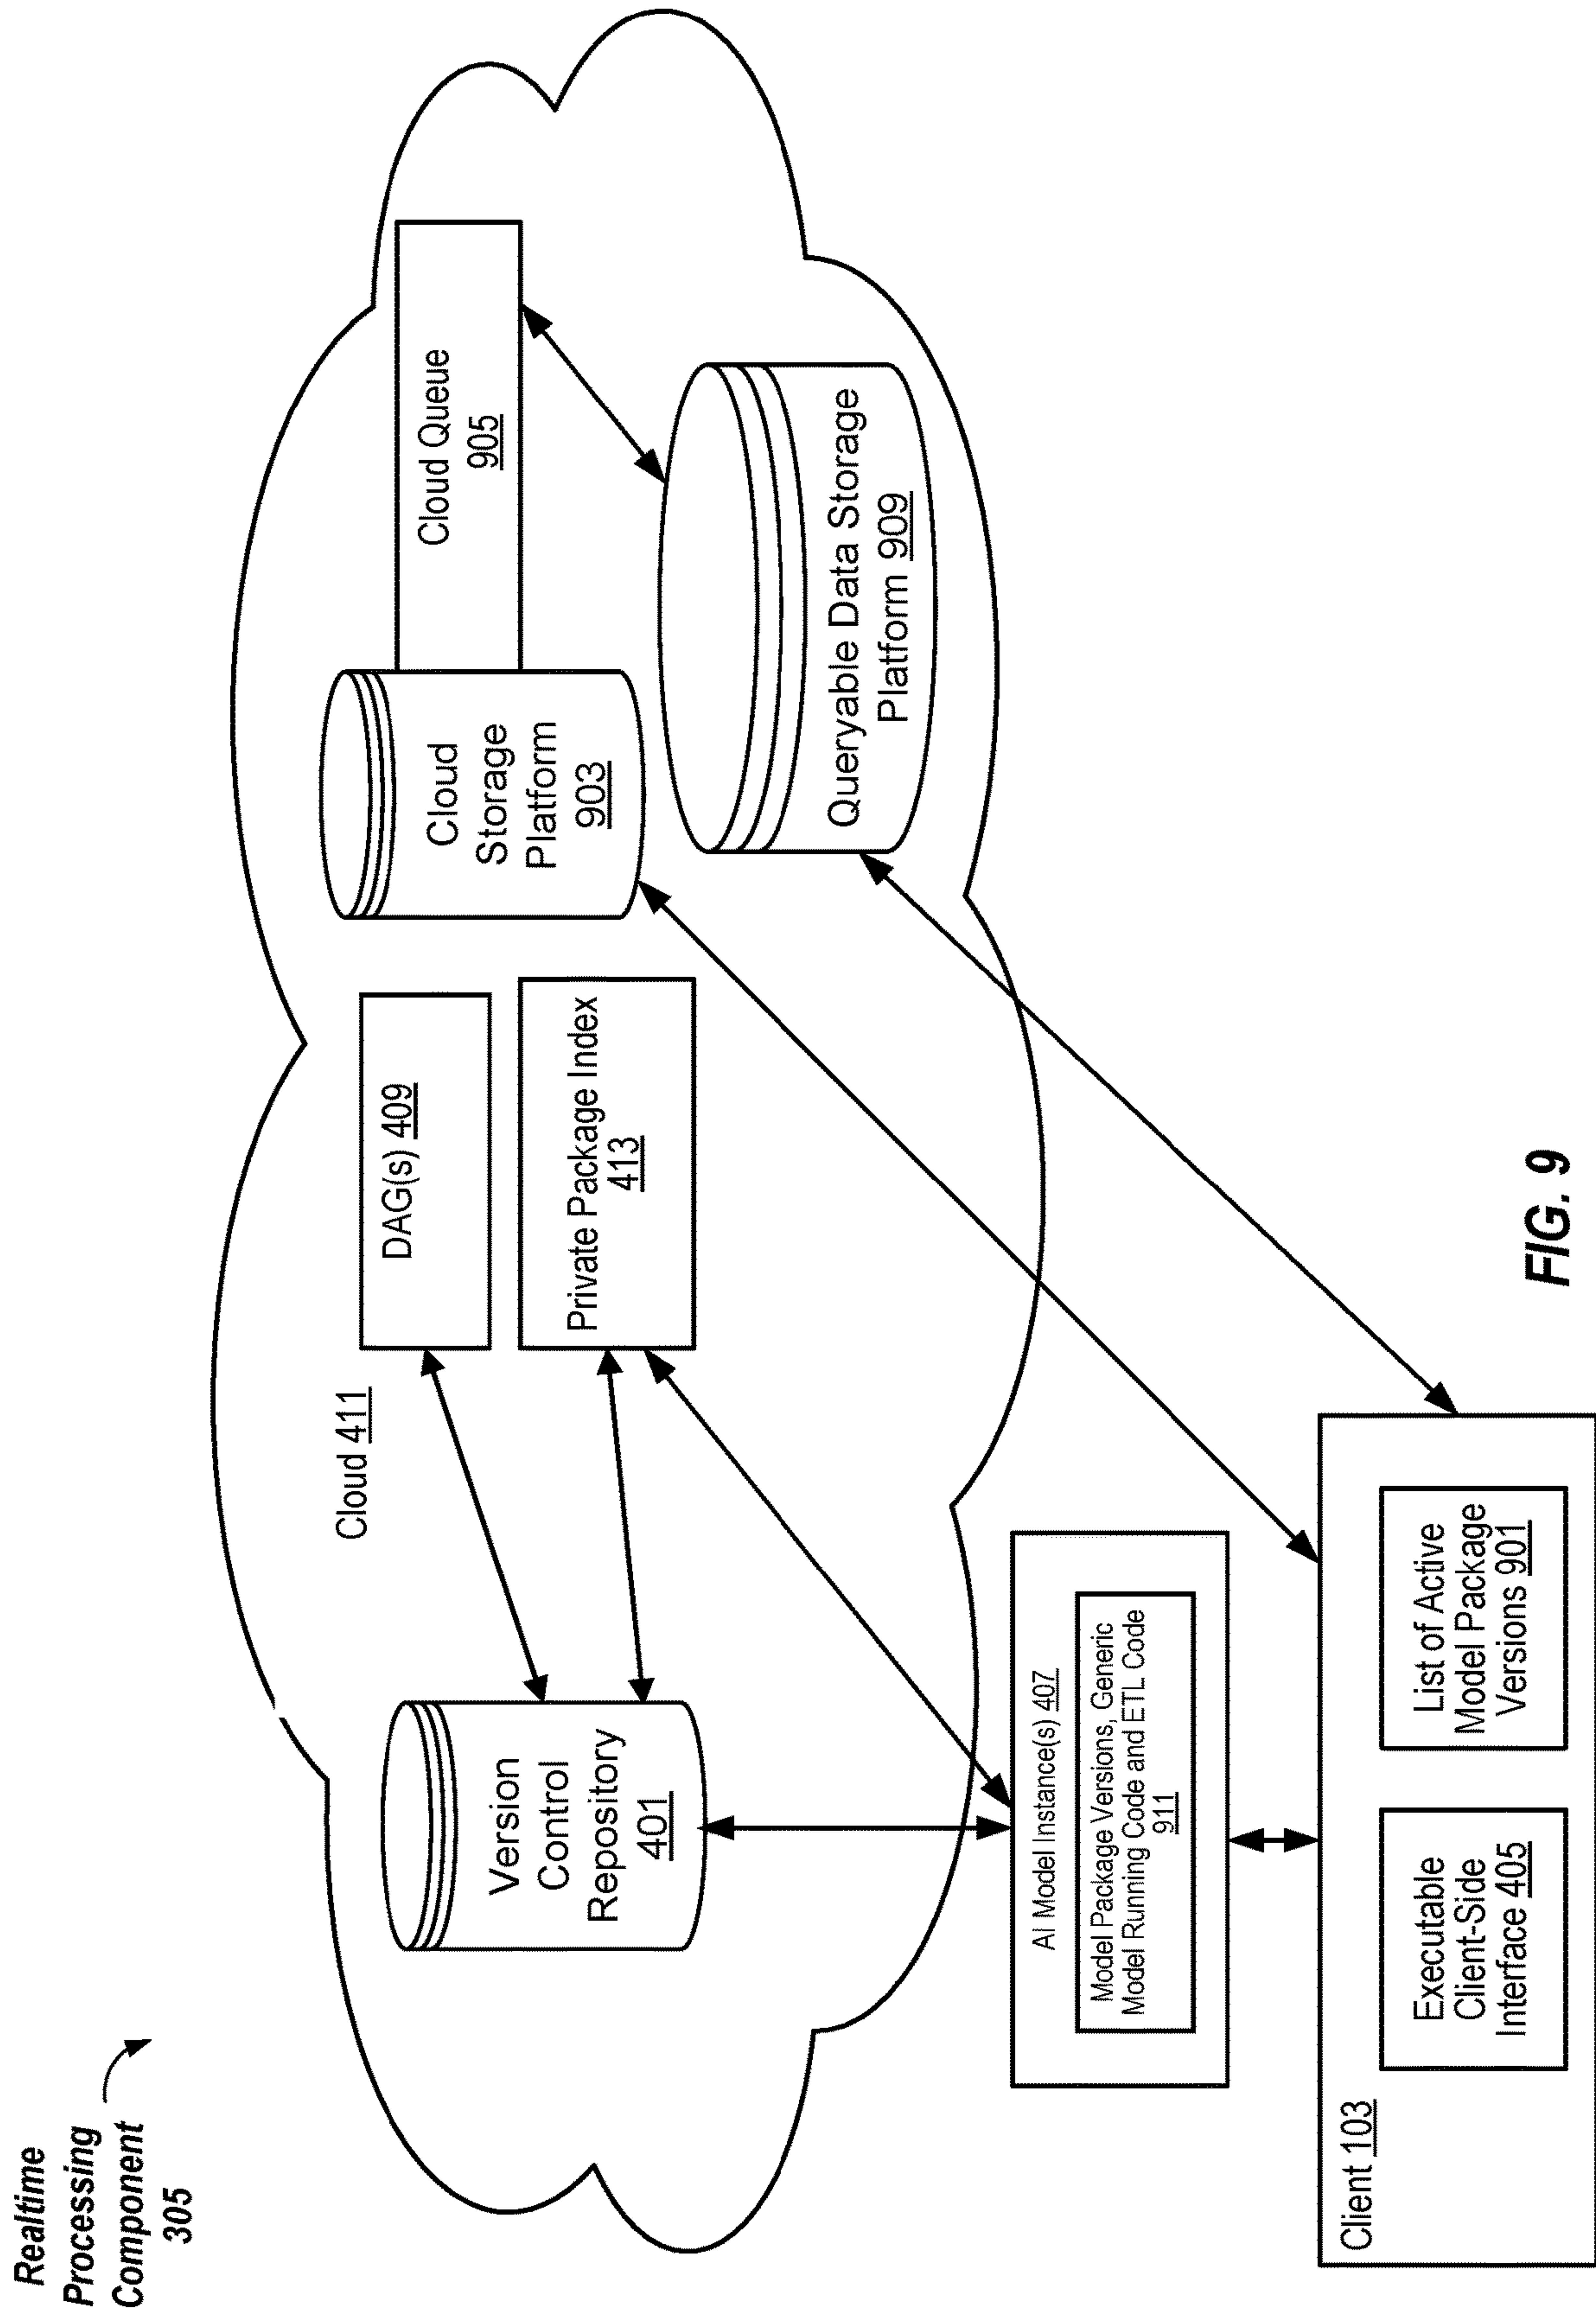 Realtime
Processing
Component
305
Cloud 411
Version
Control
Repository
401
DAG(s) 409
Private Package Index
413
Cloud
Storage
Platform
903
Cloud Queue
905
Queryable Data Storage
Platform 909
AI Model Instance(s) 407
Model Package Versions, Generic
Model Running Code and ETL Code
911
Client 103
Executable
Client-Side
Interface 405
List of Active
Model Package
Versions 901
FIG. 9